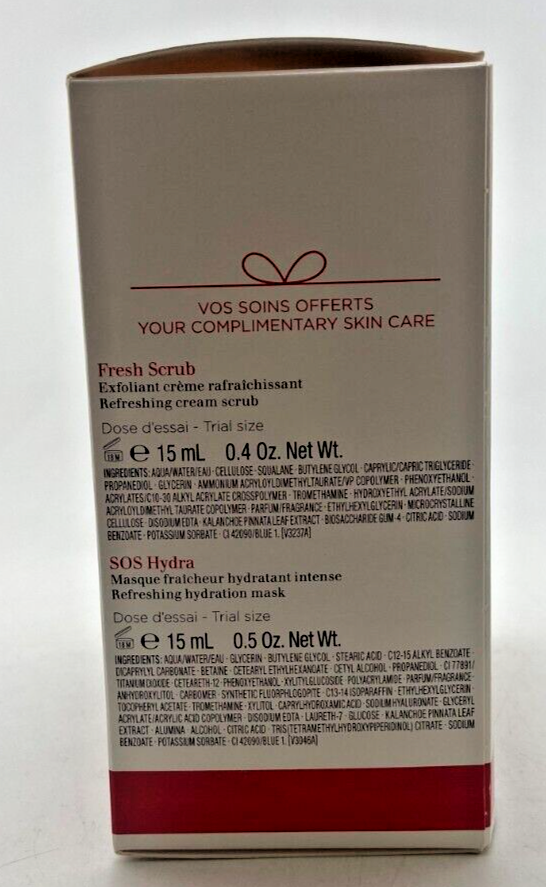 VOS SOINS OFFERTS
YOUR COMPLIMENTARY SKIN CARE
Fresh Scrub
Exfoliant crème rafraîchissant
Refreshing cream scrub
Dose d'essai - Trial size
18 M ℮ 15 mL 0.4 Oz. Net Wt.
INGREDIENTS: AQUA/WATER/EAU · CELLULOSE · SQUALANE · BUTYLENE GLYCOL · CAPRYLIC/CAPRIC TRIGLYCERIDE ·
PROPANEDIOL · GLYCERIN · AMMONIUM ACRYLOYLDIMETHYLTAURATE/VP COPOLYMER · PHENOXYETHANOL ·
ACRYLATES/C10-30 ALKYL ACRYLATE CROSSPOLYMER · TROMETHAMINE · HYDROXYETHYL ACRYLATE/SODIUM
ACRYLOYLDIMETHYL TAURATE COPOLYMER · PARFUM/FRAGRANCE · ETHYLHEXYLGLYCERIN · MICROCRYSTALLINE
CELLULOSE · DISODIUM EDTA · KALANCHOE PINNATA LEAF EXTRACT · BIOSACCHARIDE GUM-4 · CITRIC ACID · SODIUM
BENZOATE · POTASSIUM SORBATE · CI 42090/BLUE 1. [V3237A]
SOS Hydra
Masque fraîcheur hydratant intense
Refreshing hydration mask
Dose d'essai - Trial size
18 M ℮ 15 mL 0.5 Oz. Net Wt.
INGREDIENTS: AQUA/WATER/EAU · GLYCERIN · BUTYLENE GLYCOL · STEARIC ACID · C12-15 ALKYL BENZOATE ·
DICAPRYLYL CARBONATE · BETAINE · CETEARYL ETHYLHEXANOATE · CETYL ALCOHOL · PROPANEDIOL · CI 77891/
TITANIUM DIOXIDE · CETEARETH-12 · PHENOXYETHANOL · XYLITYLGLUCOSIDE · POLYACRYLAMIDE · PARFUM/FRAGRANCE ·
ANHYDROXYLITOL · CARBOMER · SYNTHETIC FLUORPHLOGOPITE · C13-14 ISOPARAFFIN · ETHYLHEXYLGLYCERIN ·
TOCOPHERYL ACETATE · TROMETHAMINE · XYLITOL · CAPRYLHYDROXAMIC ACID · SODIUM HYALURONATE · GLYCERYL
ACRYLATE/ACRYLIC ACID COPOLYMER · DISODIUM EDTA · LAURETH-7 · GLUCOSE · KALANCHOE PINNATA LEAF
EXTRACT · ALUMINA · ALCOHOL · CITRIC ACID · TRIS(TETRAMETHYLHYDROXYPIPERIDINOL) CITRATE · SODIUM
BENZOATE · POTASSIUM SORBATE · CI 42090/BLUE 1. [V3046A]